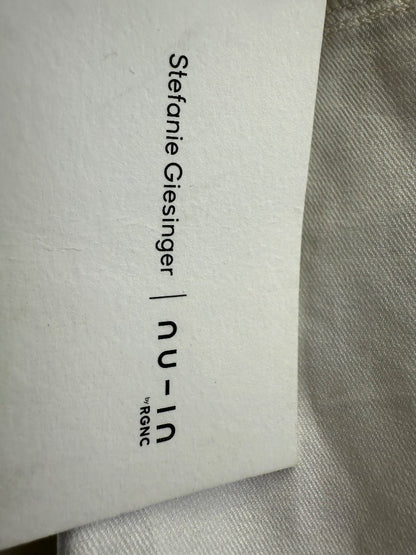 Stefanie Giesinger | nu-in
by RGNC